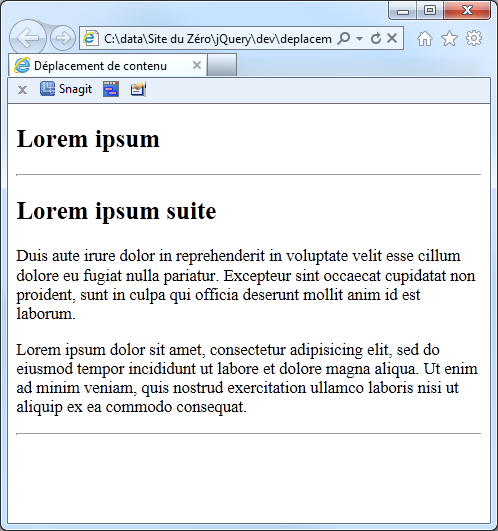 C:\data\Site du Zéro\jQuery\dev\deplacem
Déplacement de contenu
Snagit
Lorem ipsum
Lorem ipsum suite
Duis aute irure dolor in reprehenderit in voluptate velit esse cillum
dolore eu fugiat nulla pariatur. Excepteur sint occaecat cupidatat non
proident, sunt in culpa qui officia deserunt mollit anim id est
laborum.
Lorem ipsum dolor sit amet, consectetur adipisicing elit, sed do
eiusmod tempor incididunt ut labore et dolore magna aliqua. Ut enim
ad minim veniam, quis nostrud exercitation ullamco laboris nisi ut
aliquip ex ea commodo consequat.